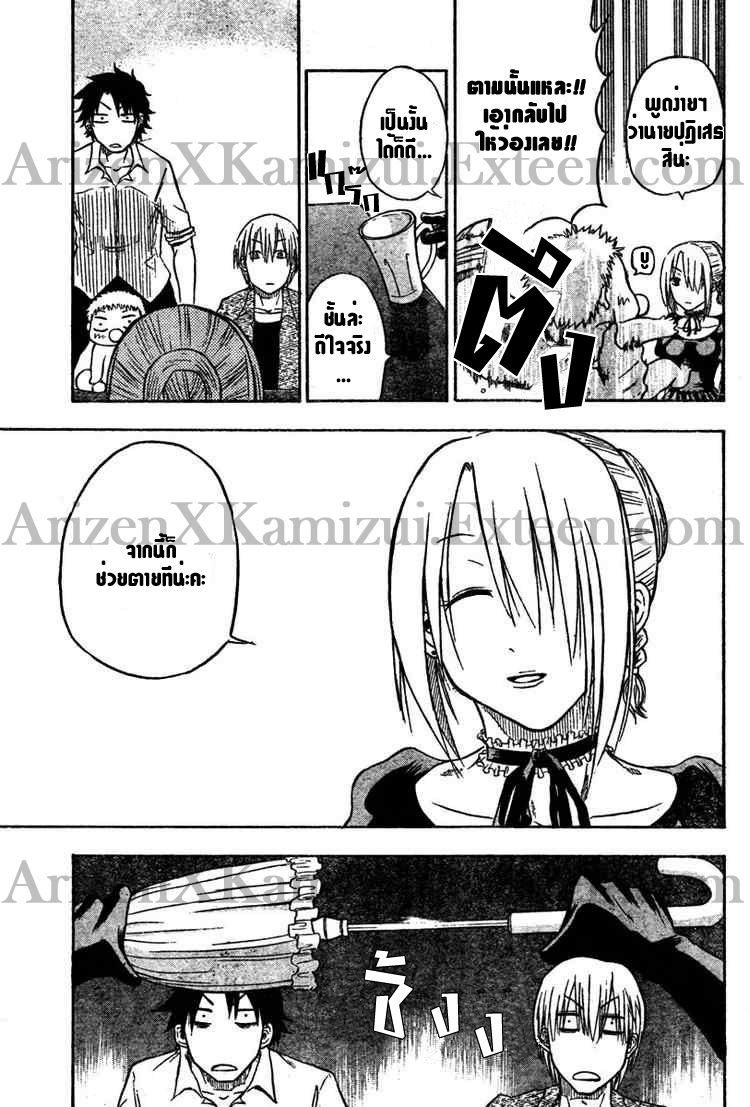 พูดง่ายๆ
ว่านายปฏิเสธ
สินะ
ตามนั้นแหละ!!
เอากลับไป
ให้ว่องเลย!!
บู
ตึง
เป็นงั้น
ได้ก็ดี...
แกร๊ก
ชั้นล่ะ
ดีใจจริง
...
ArizenXKamizui.Exteen.com
จากนี้ก็
ช่วยตายทีน่ะคะ
ArizenXKamizui.Exteen.com
ArizenXKamizui.Exteen.com
ชิ้งง